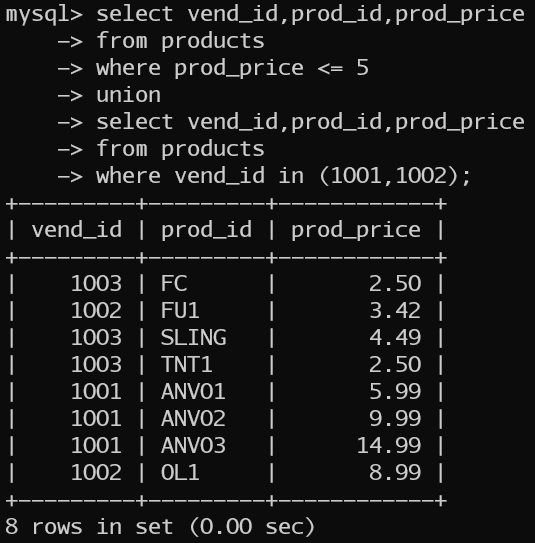 mysql> select vend_id,prod_id,prod_price
    -> from products
    -> where prod_price <= 5
    -> union
    -> select vend_id,prod_id,prod_price
    -> from products
    -> where vend_id in (1001,1002);
+---------+---------+------------+
| vend_id | prod_id | prod_price |
+---------+---------+------------+
|    1003 | FC      |       2.50 |
|    1002 | FU1     |       3.42 |
|    1003 | SLING   |       4.49 |
|    1003 | TNT1    |       2.50 |
|    1001 | ANV01   |       5.99 |
|    1001 | ANV02   |       9.99 |
|    1001 | ANV03   |      14.99 |
|    1002 | OL1     |       8.99 |
+---------+---------+------------+
8 rows in set (0.00 sec)